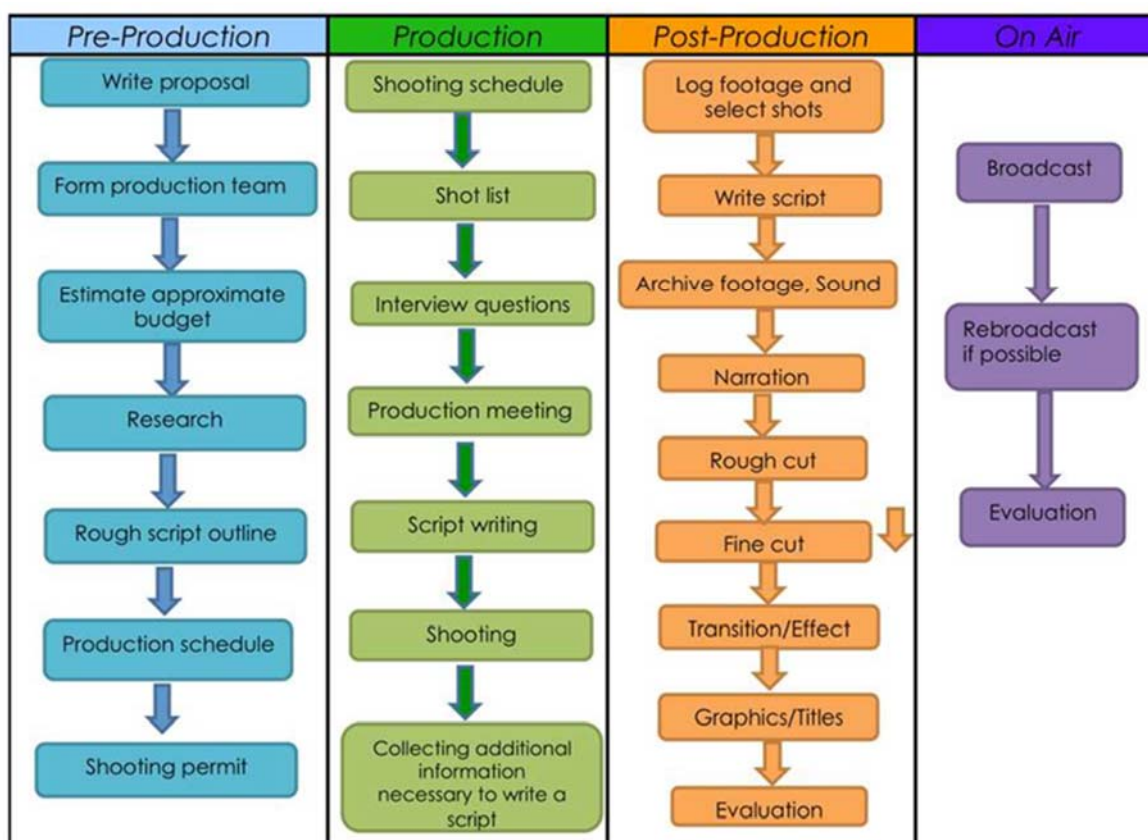 Pre-Production
Write proposal
Form production team
Estimate approximate
budget
Research
Rough script outline
Production schedule
Shooting permit
Production
Shooting schedule
Shot list
Interview questions
Production meeting
Script writing
Shooting
Collecting additional
information
necessary to write a
script
Post-Production
Log footage and
select shots
Write script
Archive footage, Sound
Narration
Rough cut
Fine cut
Transition/Effect
Graphics/Titles
Evaluation
On Air
Broadcast
Rebroadcast
if possible
Evaluation